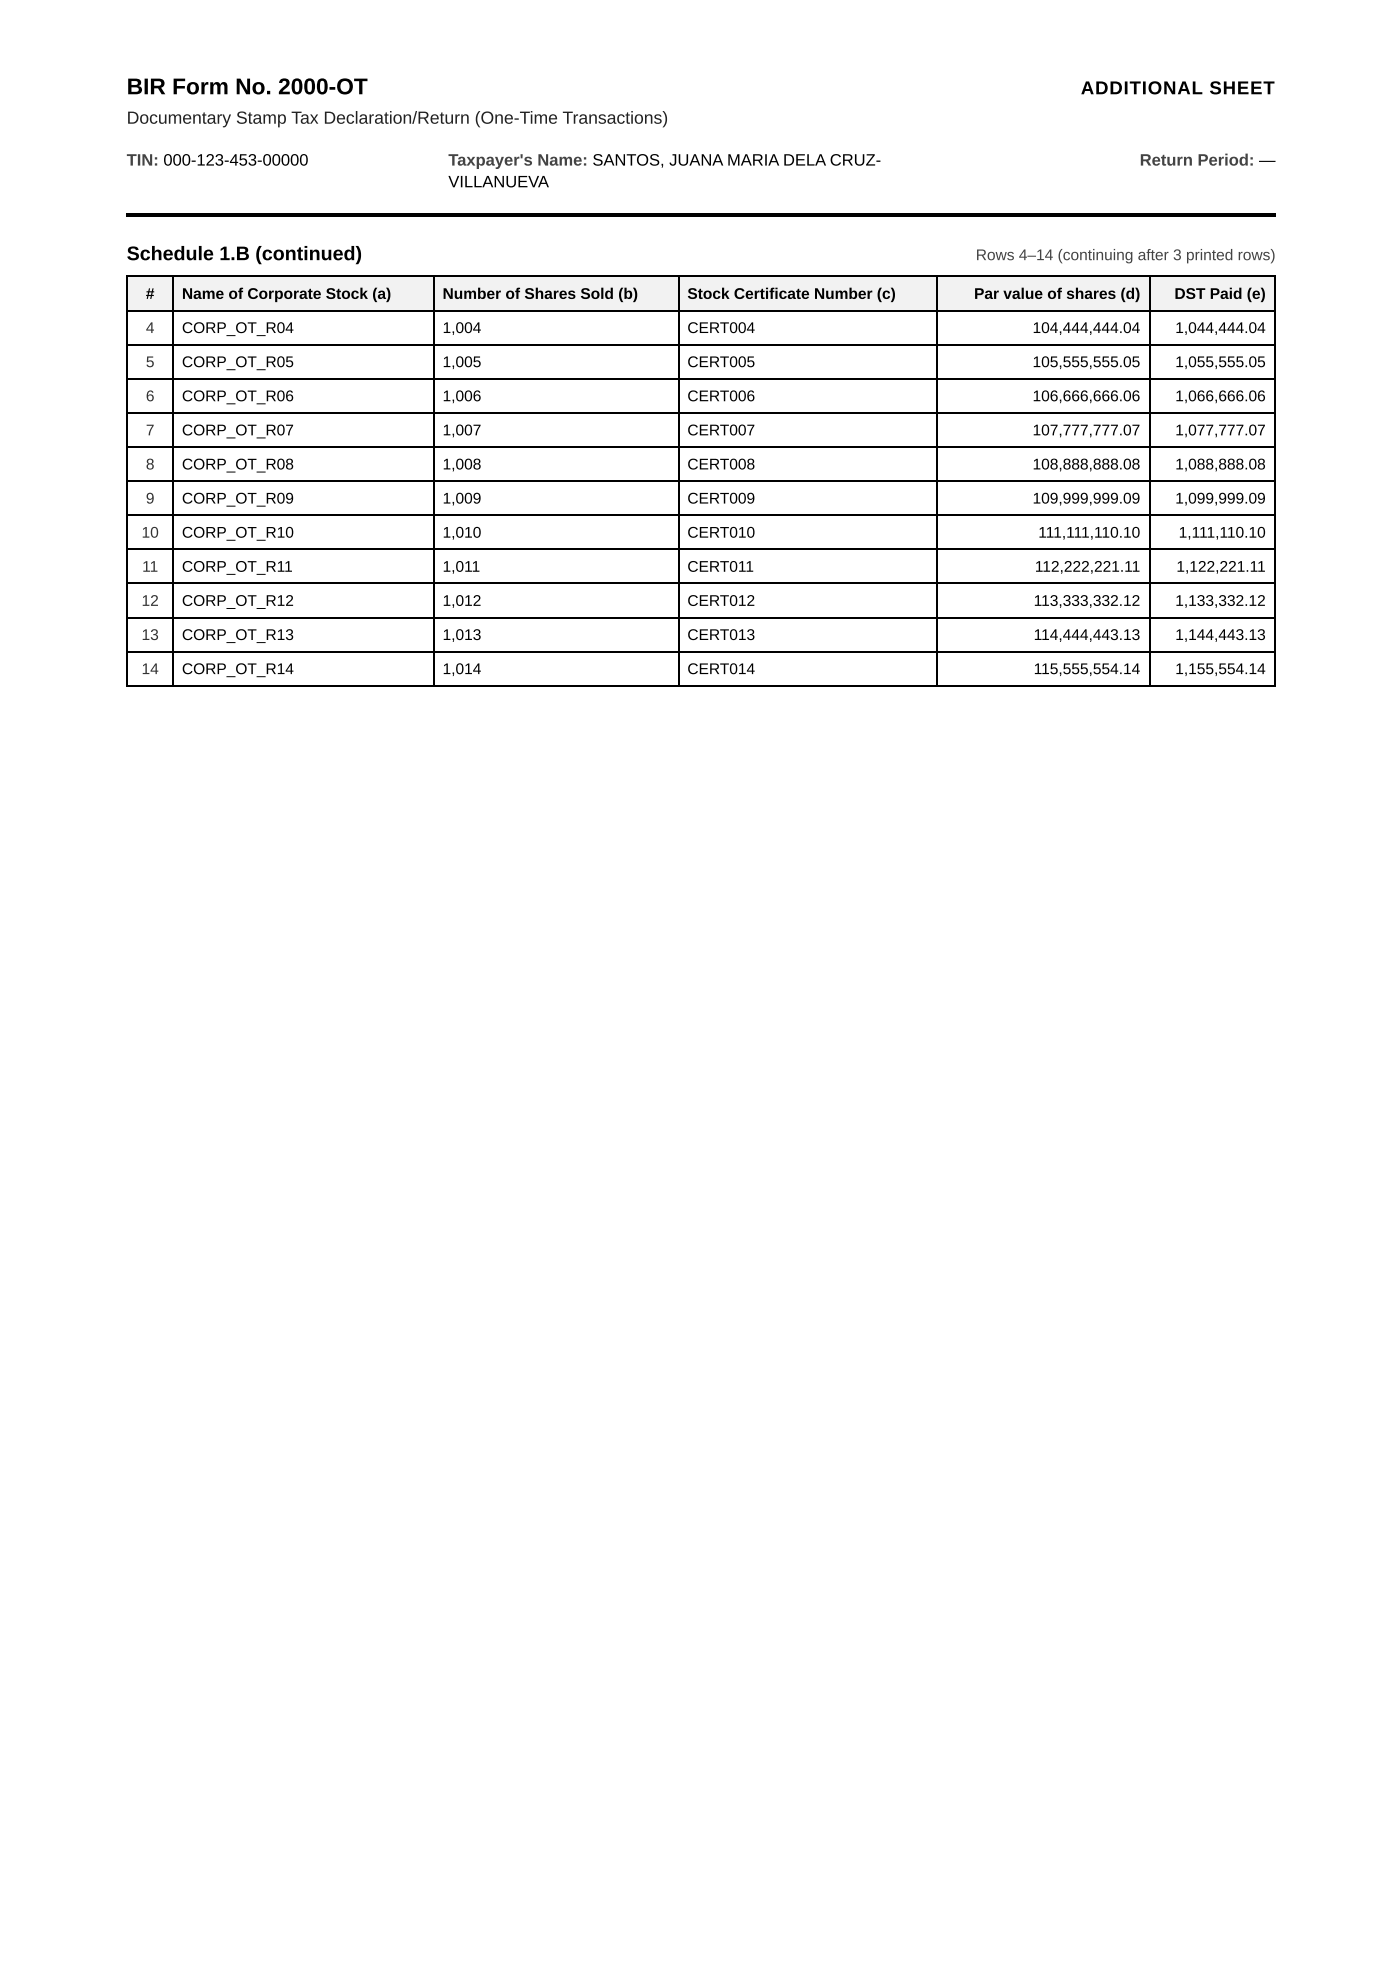 BIR Form No. 2000-OT
ADDITIONAL SHEET
Documentary Stamp Tax Declaration/Return (One-Time Transactions)
TIN: 000-123-453-00000
Taxpayer's Name: SANTOS, JUANA MARIA DELA CRUZ-
VILLANUEVA
Return Period: —
Schedule 1.B (continued)
Rows 4–14 (continuing after 3 printed rows)
# Name of Corporate Stock (a) Number of Shares Sold (b) Stock Certificate Number (c) Par value of shares (d) DST Paid (e)
4 CORP_OT_R04 1,004 CERT004 104,444,444.04 1,044,444.04
5 CORP_OT_R05 1,005 CERT005 105,555,555.05 1,055,555.05
6 CORP_OT_R06 1,006 CERT006 106,666,666.06 1,066,666.06
7 CORP_OT_R07 1,007 CERT007 107,777,777.07 1,077,777.07
8 CORP_OT_R08 1,008 CERT008 108,888,888.08 1,088,888.08
9 CORP_OT_R09 1,009 CERT009 109,999,999.09 1,099,999.09
10 CORP_OT_R10 1,010 CERT010 111,111,110.10 1,111,110.10
11 CORP_OT_R11 1,011 CERT011 112,222,221.11 1,122,221.11
12 CORP_OT_R12 1,012 CERT012 113,333,332.12 1,133,332.12
13 CORP_OT_R13 1,013 CERT013 114,444,443.13 1,144,443.13
14 CORP_OT_R14 1,014 CERT014 115,555,554.14 1,155,554.14